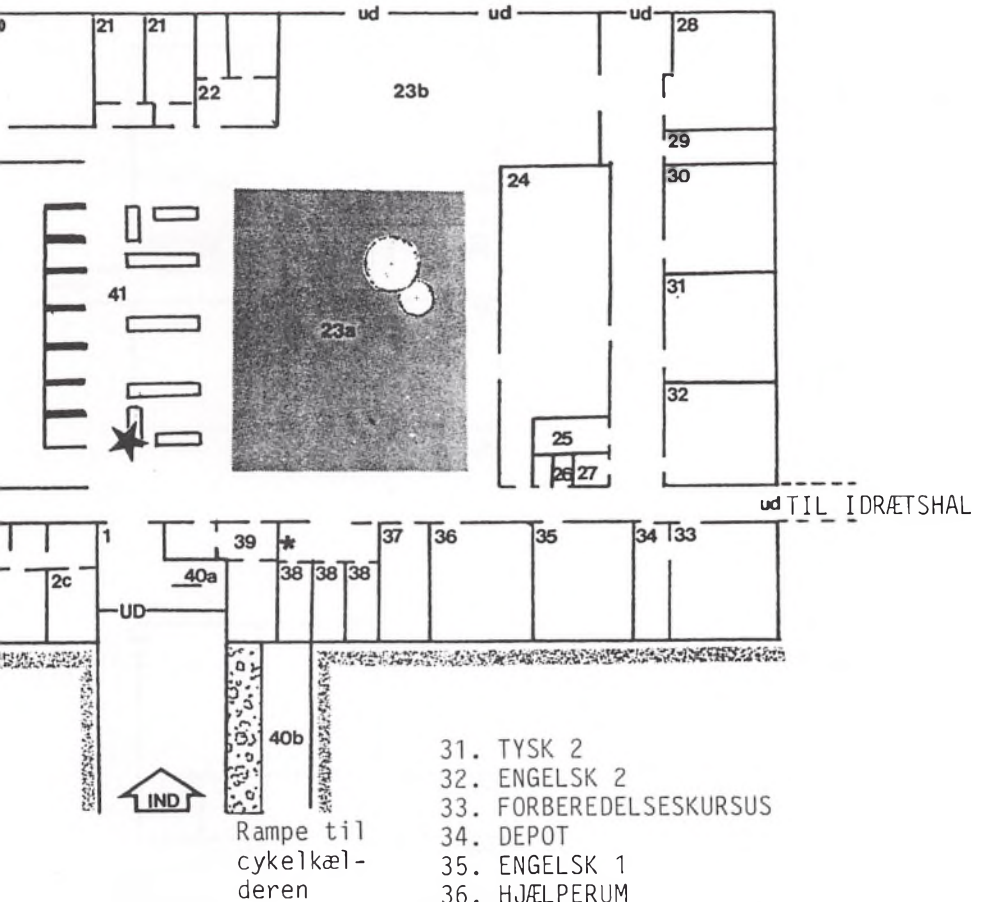 ud ud ud
21 21 28
22 23b
29
24 30
41 23a 31
32
25
26 27
ud TIL IDRÆTSHAL
1 39 * 37 36 35 34 33
2c 40a 38 38 38
UD
40b
IND
Rampe til
cykelkæl-
deren
31. TYSK 2
32. ENGELSK 2
33. FORBEREDELSESKURSUS
34. DEPOT
35. ENGELSK 1
36. HJÆLPERUM